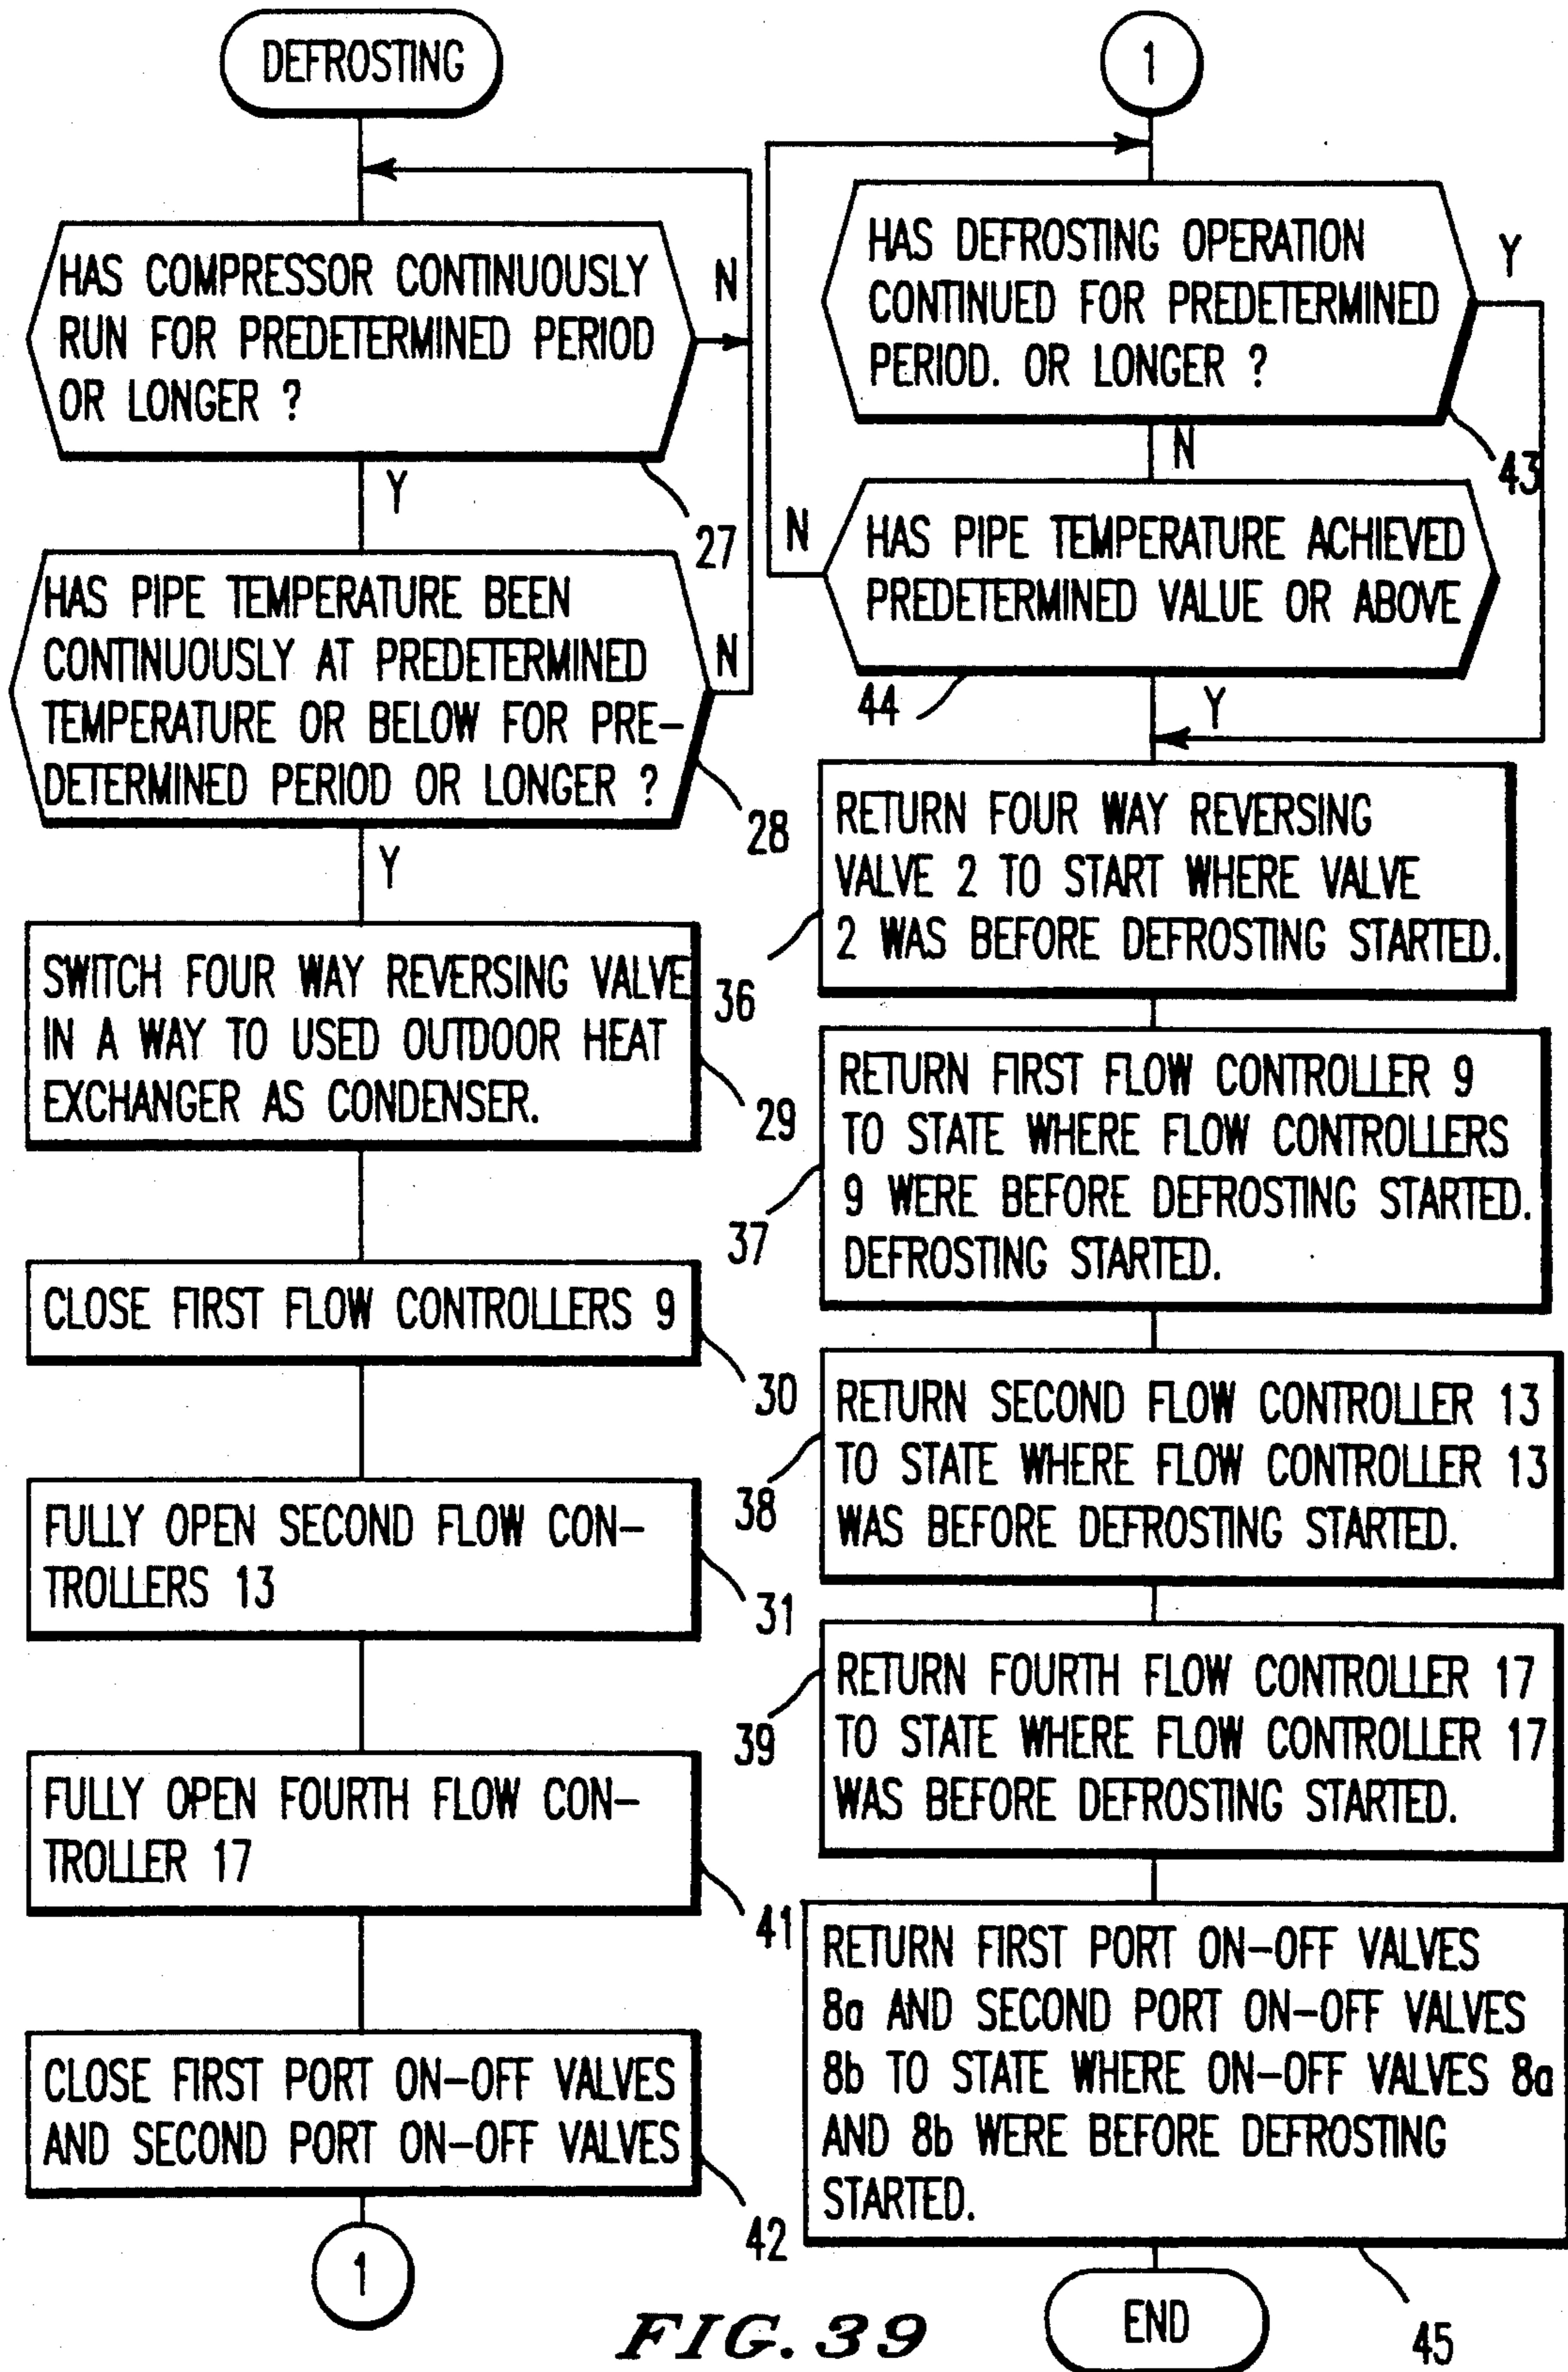 DEFROSTING
HAS COMPRESSOR CONTINUOUSLY
RUN FOR PREDETERMINED PERIOD
OR LONGER ?
N
Y
27
HAS PIPE TEMPERATURE BEEN
CONTINUOUSLY AT PREDETERMINED
TEMPERATURE OR BELOW FOR PRE-
DETERMINED PERIOD OR LONGER ?
N
28
Y
SWITCH FOUR WAY REVERSING VALVE
IN A WAY TO USED OUTDOOR HEAT
EXCHANGER AS CONDENSER.
29
CLOSE FIRST FLOW CONTROLLERS 9
30
FULLY OPEN SECOND FLOW CON-
TROLLERS 13
31
FULLY OPEN FOURTH FLOW CON-
TROLLER 17
41
CLOSE FIRST PORT ON-OFF VALVES
AND SECOND PORT ON-OFF VALVES
42
1
1
HAS DEFROSTING OPERATION
CONTINUED FOR PREDETERMINED
PERIOD. OR LONGER ?
Y
43
N
HAS PIPE TEMPERATURE ACHIEVED
PREDETERMINED VALUE OR ABOVE
N
44
Y
RETURN FOUR WAY REVERSING
VALVE 2 TO START WHERE VALVE
2 WAS BEFORE DEFROSTING STARTED.
36
RETURN FIRST FLOW CONTROLLER 9
TO STATE WHERE FLOW CONTROLLERS
9 WERE BEFORE DEFROSTING STARTED.
DEFROSTING STARTED.
37
RETURN SECOND FLOW CONTROLLER 13
TO STATE WHERE FLOW CONTROLLER 13
WAS BEFORE DEFROSTING STARTED.
38
RETURN FOURTH FLOW CONTROLLER 17
TO STATE WHERE FLOW CONTROLLER 17
WAS BEFORE DEFROSTING STARTED.
39
RETURN FIRST PORT ON-OFF VALVES
8a AND SECOND PORT ON-OFF VALVES
8b TO STATE WHERE ON-OFF VALVES 8a
AND 8b WERE BEFORE DEFROSTING
STARTED.
45
END
FIG. 39